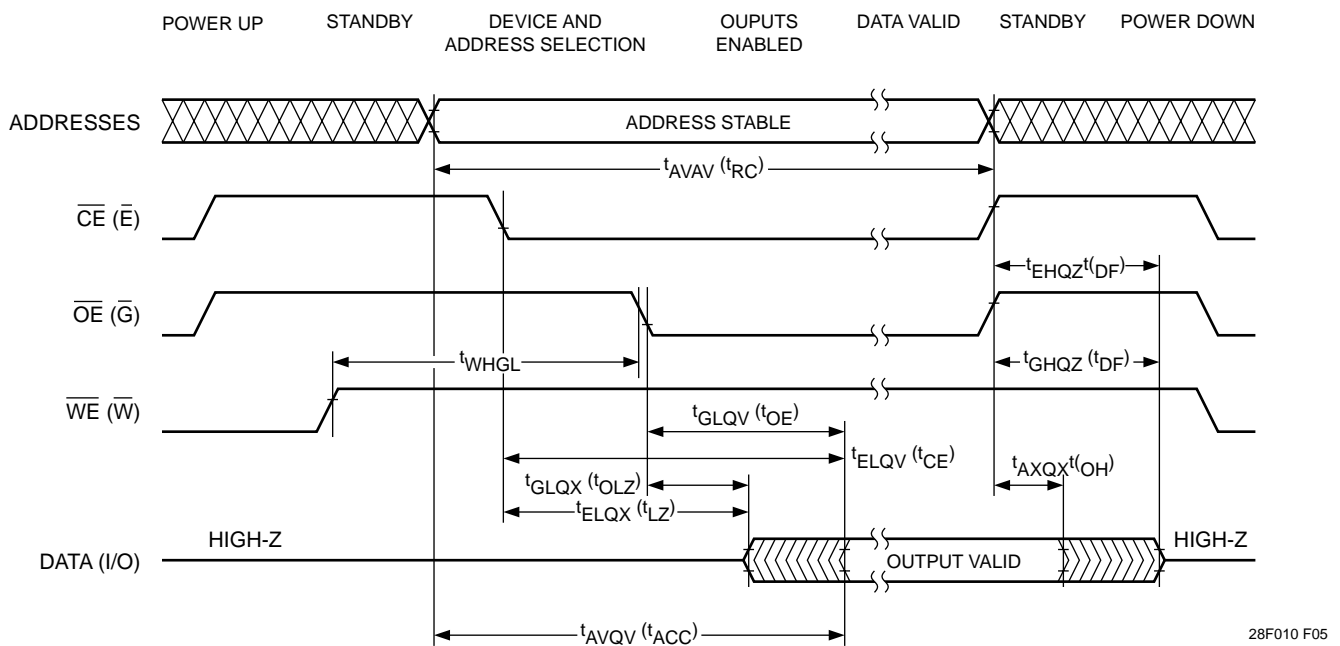 POWER UP STANDBY DEVICE AND ADDRESS SELECTION OUPUTS ENABLED DATA VALID STANDBY POWER DOWN
ADDRESSES
ADDRESS STABLE
tAVAV (tRC)
CE (E)
tEHQZt(DF)
OE (G)
tWHGL
tGHQZ (tDF)
WE (W)
tGLQV (tOE)
tELQV (tCE)
tAXQXt(OH)
tGLQX (tOLZ)
tELQX (tLZ)
HIGH-Z
HIGH-Z
DATA (I/O)
OUTPUT VALID
tAVQV (tACC)
28F010 F05